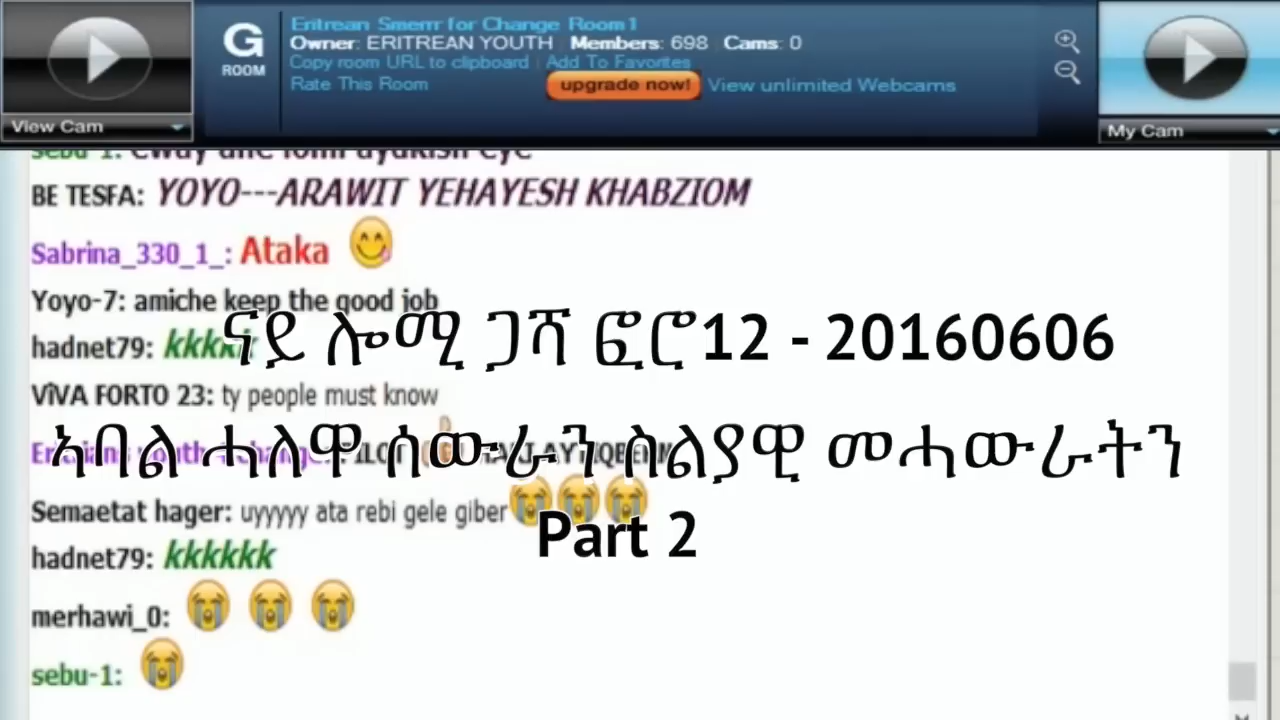 Eritrean Smerrr for Change Room1
G ROOM
Owner: ERITREAN YOUTH Members: 698 Cams: 0
Copy room URL to clipboard | Add To Favorites
Rate This Room upgrade now! View unlimited Webcams
View Cam
My Cam
sebu-1:
BE TESFA: YOYO---ARAWIT YEHAYESH KHABZIOM
Sabrina_330_1_: Ataka
Yoyo-7: amiche keep the good job
hadnet79:
ናይ ሎሚ ጋሻ ፎሮ12 - 20160606
VIVA FORTO 23: ty people must know
ኣባል ሓለዋ ሰውራን ስልያዊ መሓውራትን
Semaetat hager: uyyyyy ata rebi gele giber
Part 2
hadnet79: kkkkkk
merhawi_0:
sebu-1: